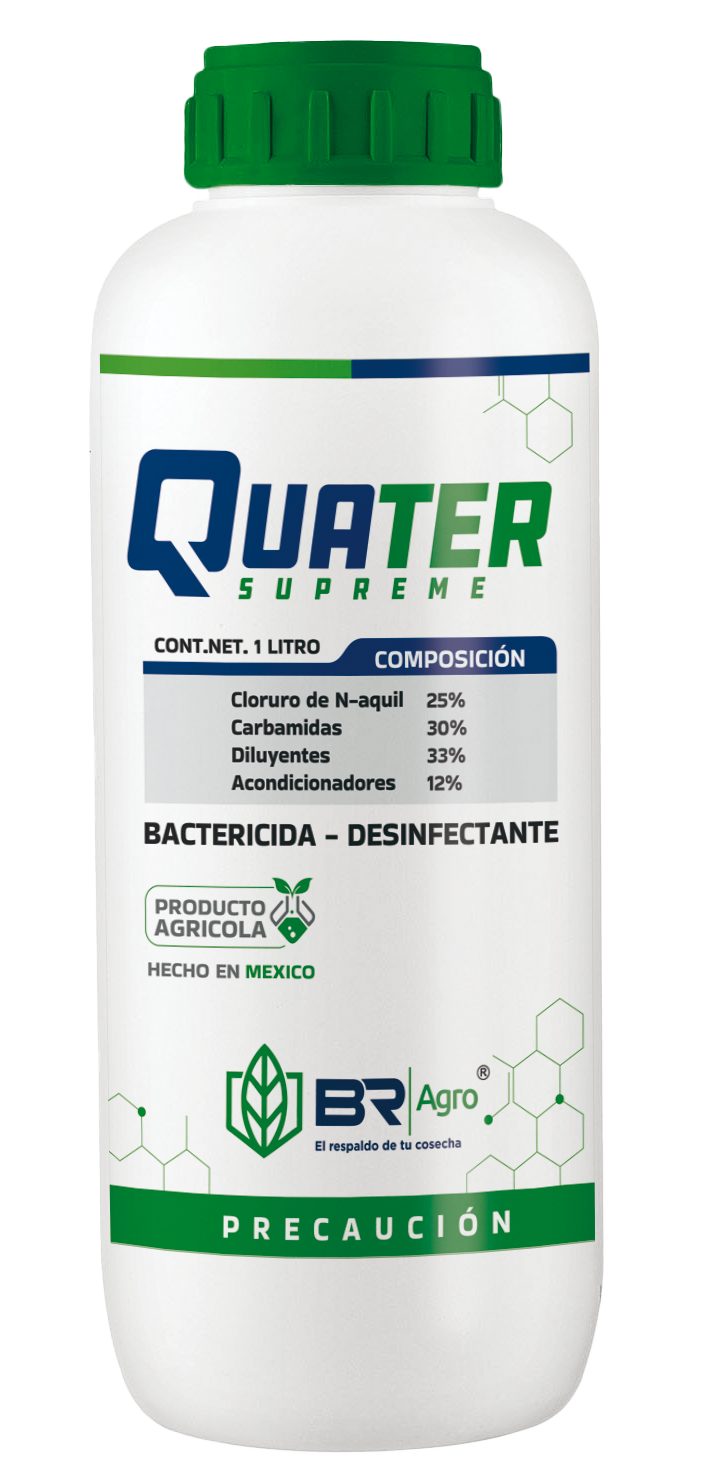 QUATER
SUPREME
CONT.NET. 1 LITRO
COMPOSICIÓN
Cloruro de N-aquil 25%
Carbamidas 30%
Diluyentes 33%
Acondicionadores 12%
BACTERICIDA - DESINFECTANTE
PRODUCTO
AGRICOLA
HECHO EN MEXICO
BR Agro ®
El respaldo de tu cosecha
PRECAUCIÓN